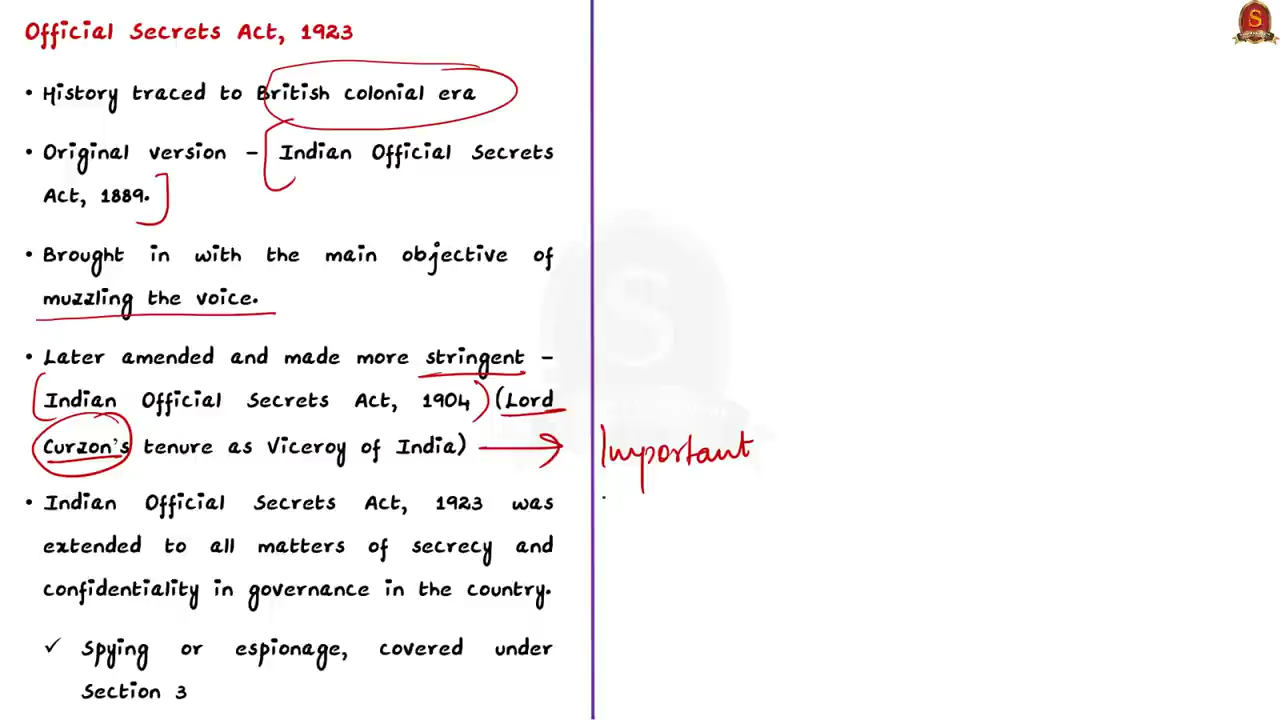 Official Secrets Act, 1923
• History traced to British colonial era
• Original version – Indian Official Secrets
Act, 1889.
• Brought in with the main objective of
muzzling the voice.
• Later amended and made more stringent –
Indian Official Secrets Act, 1904 (Lord
Curzon's tenure as Viceroy of India)
Important
• Indian Official Secrets Act, 1923 was
extended to all matters of secrecy and
confidentiality in governance in the country.
✓ Spying or espionage, covered under
Section 3
S
S